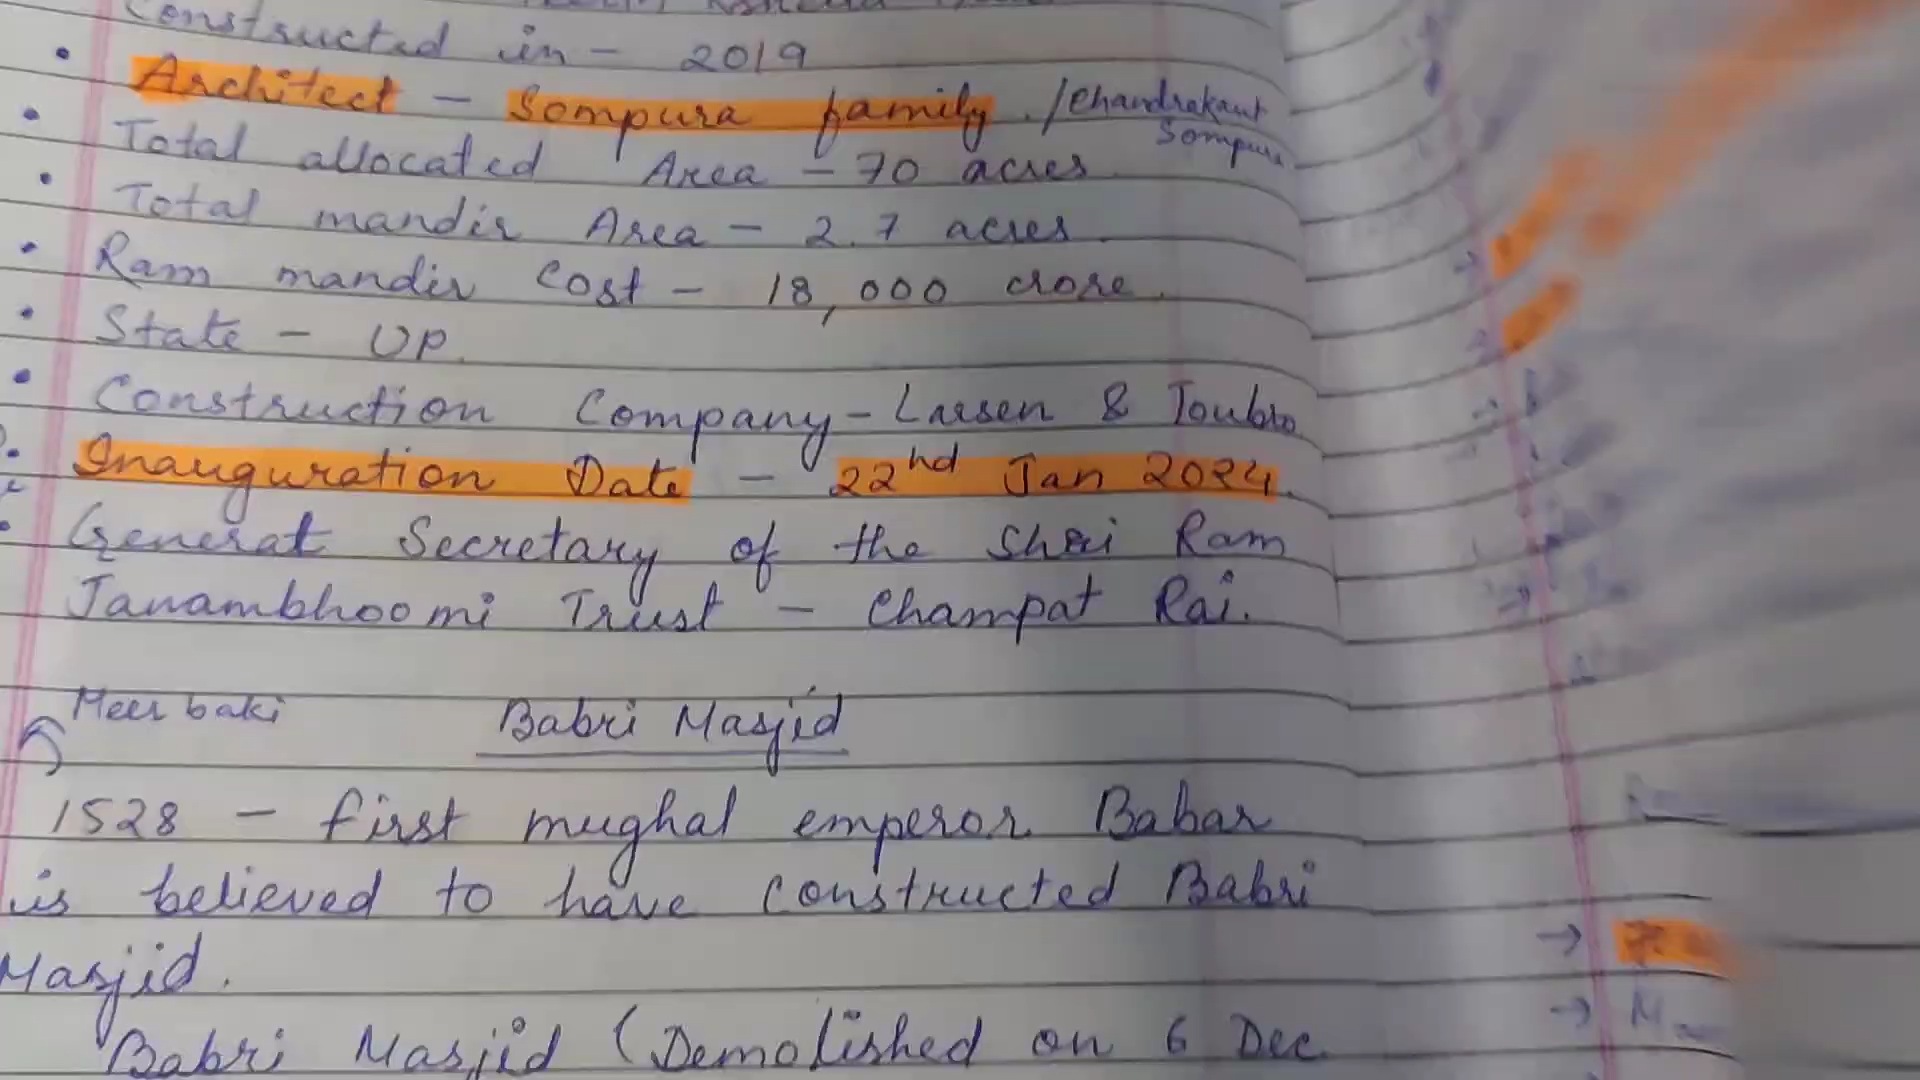 Constructed in - 2019
• Architect - Sompura family. / Chandrakant
Sompura
• Total allocated Area - 70 acres
• Total mandir Area - 2.7 acres.
• Ram mandir Cost - 18,000 crore.
• State - UP.
• Construction Company - Larsen & Toubro
• Inauguration Date - 22nd Jan 2024.
• General Secretary of the Shri Ram
Janambhoomi Trust - Champat Rai.
Meer baki
Babri Masjid
1528 - first mughal emperor Babar
is believed to have constructed Babri
Masjid.
Babri Masjid (Demolished on 6 Dec